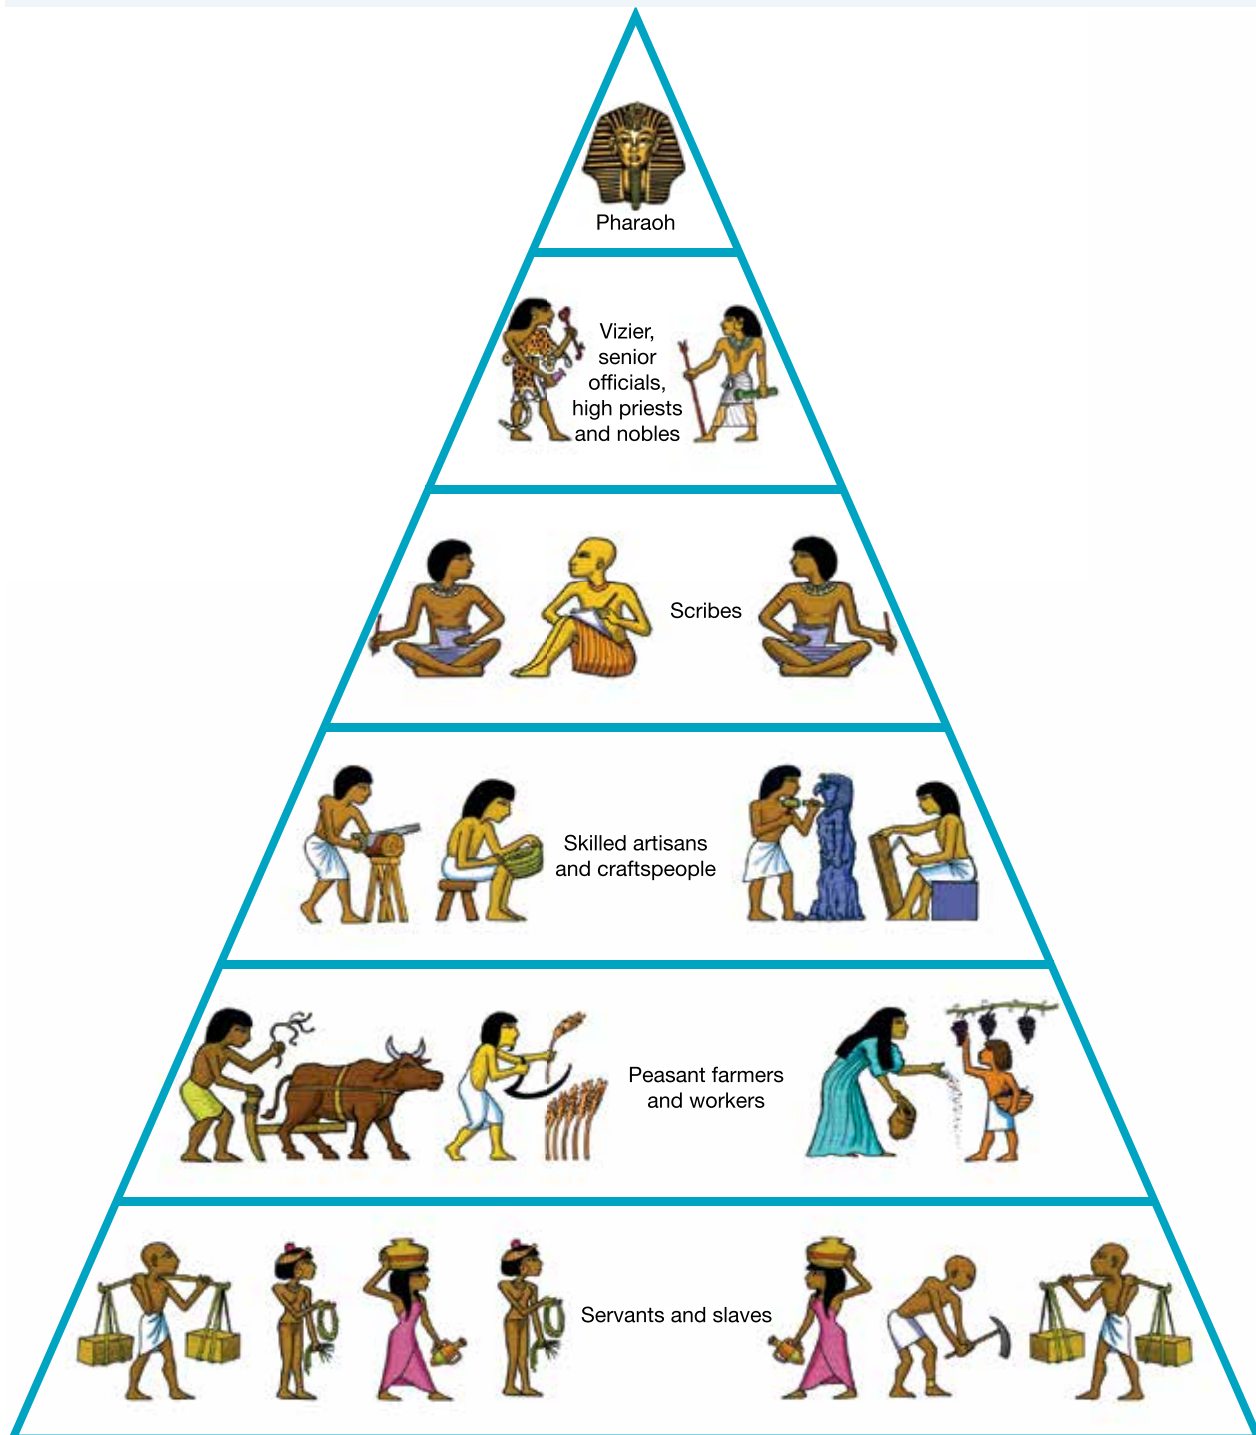 Pharaoh
Vizier,
senior
officials,
high priests
and nobles
Scribes
Skilled artisans
and craftspeople
Peasant farmers
and workers
Servants and slaves